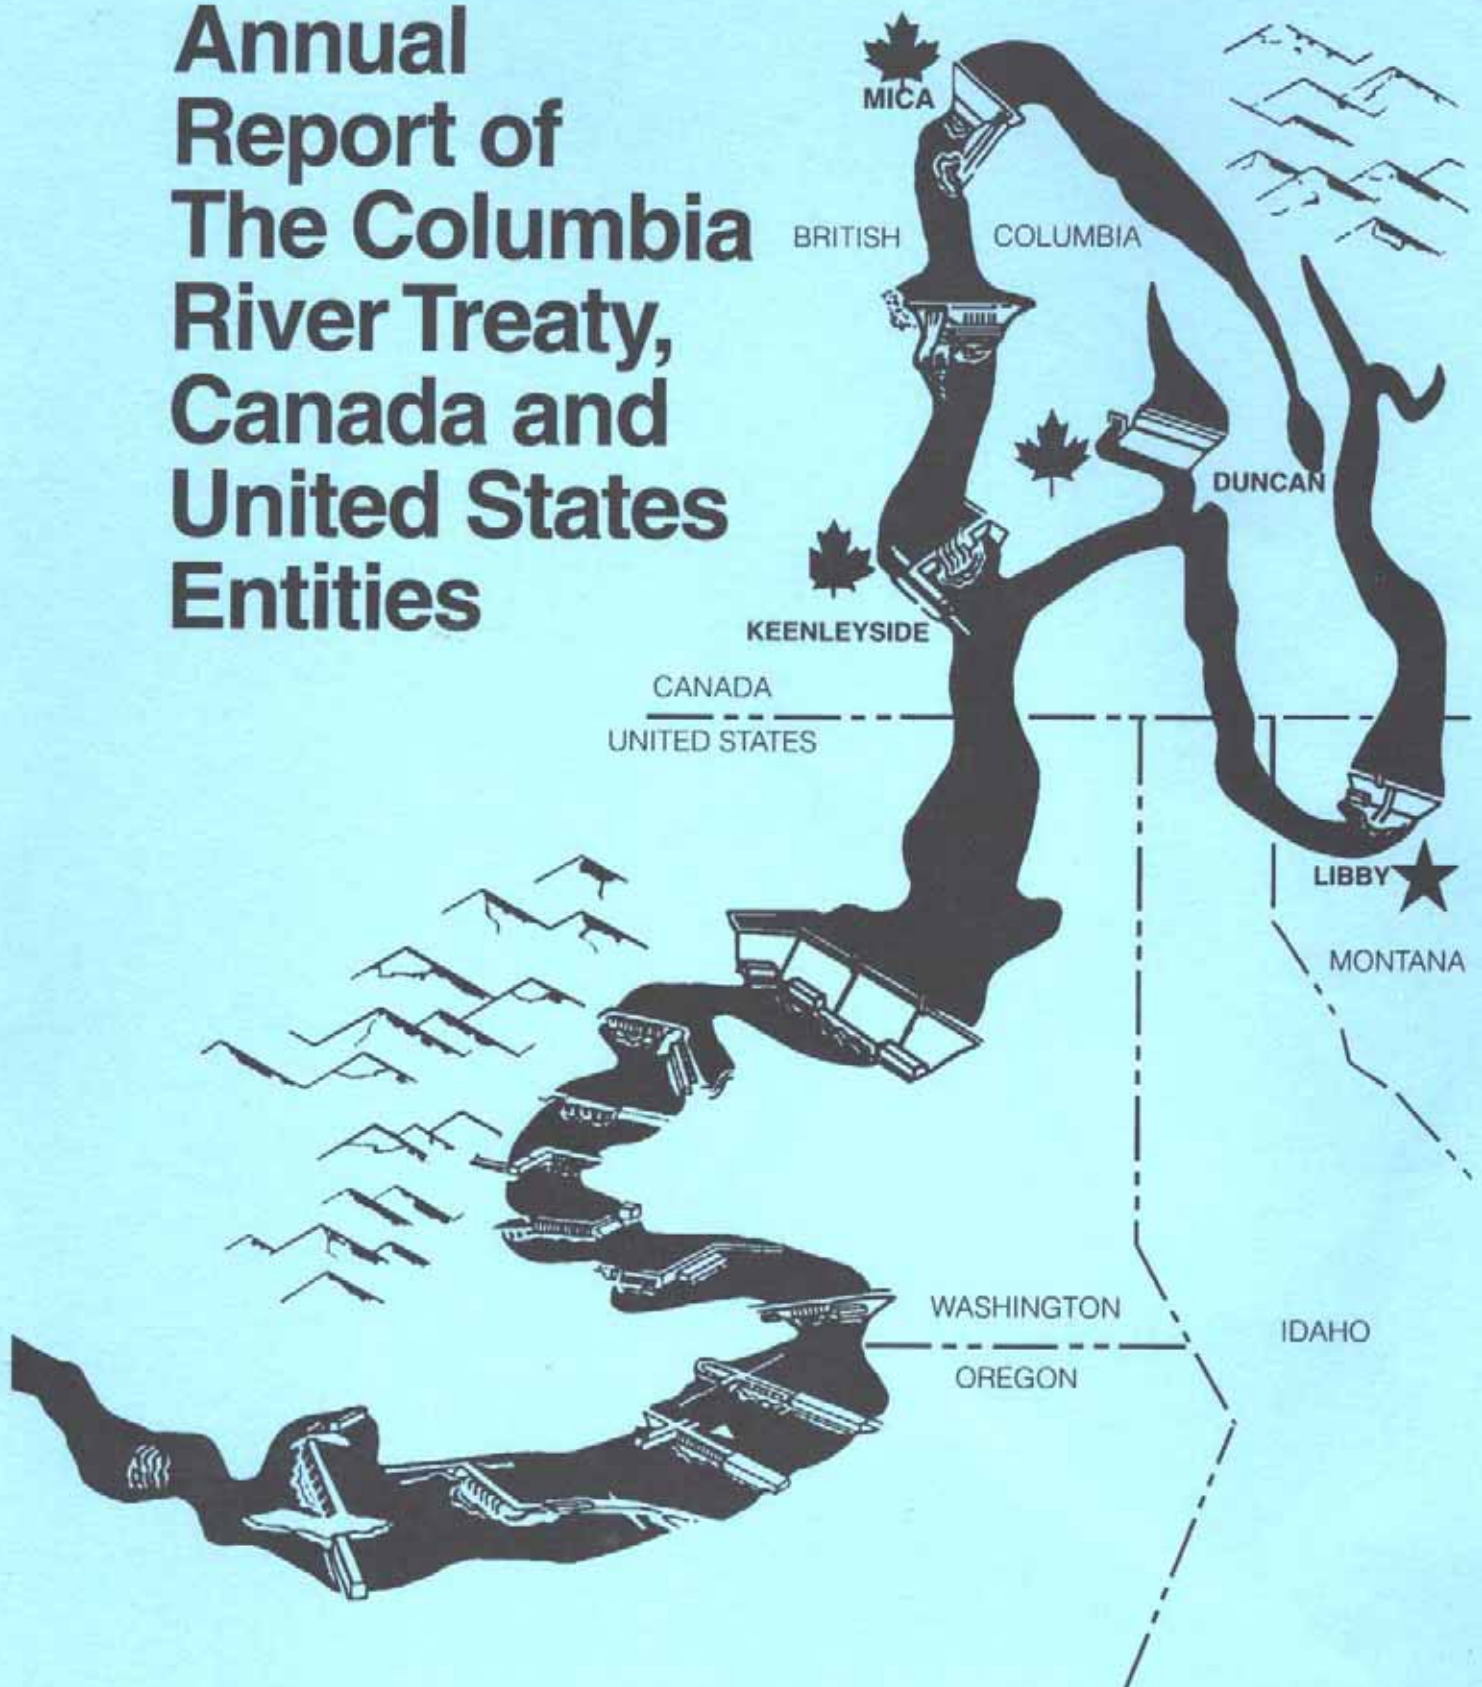 Annual
Report of
The Columbia
River Treaty,
Canada and
United States
Entities
MICA
BRITISH COLUMBIA
DUNCAN
KEENLEYSIDE
CANADA
UNITED STATES
LIBBY
MONTANA
WASHINGTON
IDAHO
OREGON